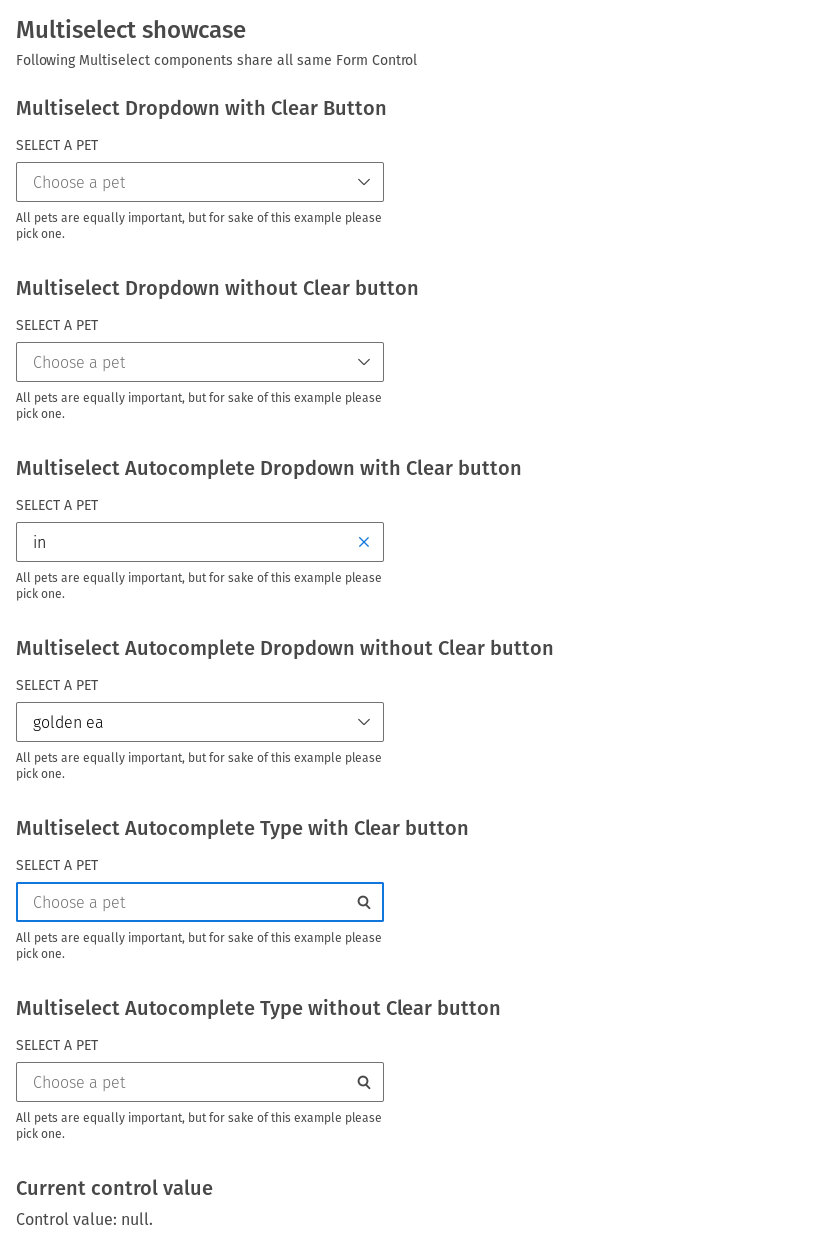 Multiselect showcase
Following Multiselect components share all same Form Control
Multiselect Dropdown with Clear Button
SELECT A PET
Choose a pet
All pets are equally important, but for sake of this example please
pick one.
Multiselect Dropdown without Clear button
SELECT A PET
Choose a pet
All pets are equally important, but for sake of this example please
pick one.
Multiselect Autocomplete Dropdown with Clear button
SELECT A PET
in
All pets are equally important, but for sake of this example please
pick one.
Multiselect Autocomplete Dropdown without Clear button
SELECT A PET
golden ea
All pets are equally important, but for sake of this example please
pick one.
Multiselect Autocomplete Type with Clear button
SELECT A PET
Choose a pet
All pets are equally important, but for sake of this example please
pick one.
Multiselect Autocomplete Type without Clear button
SELECT A PET
Choose a pet
All pets are equally important, but for sake of this example please
pick one.
Current control value
Control value: null.